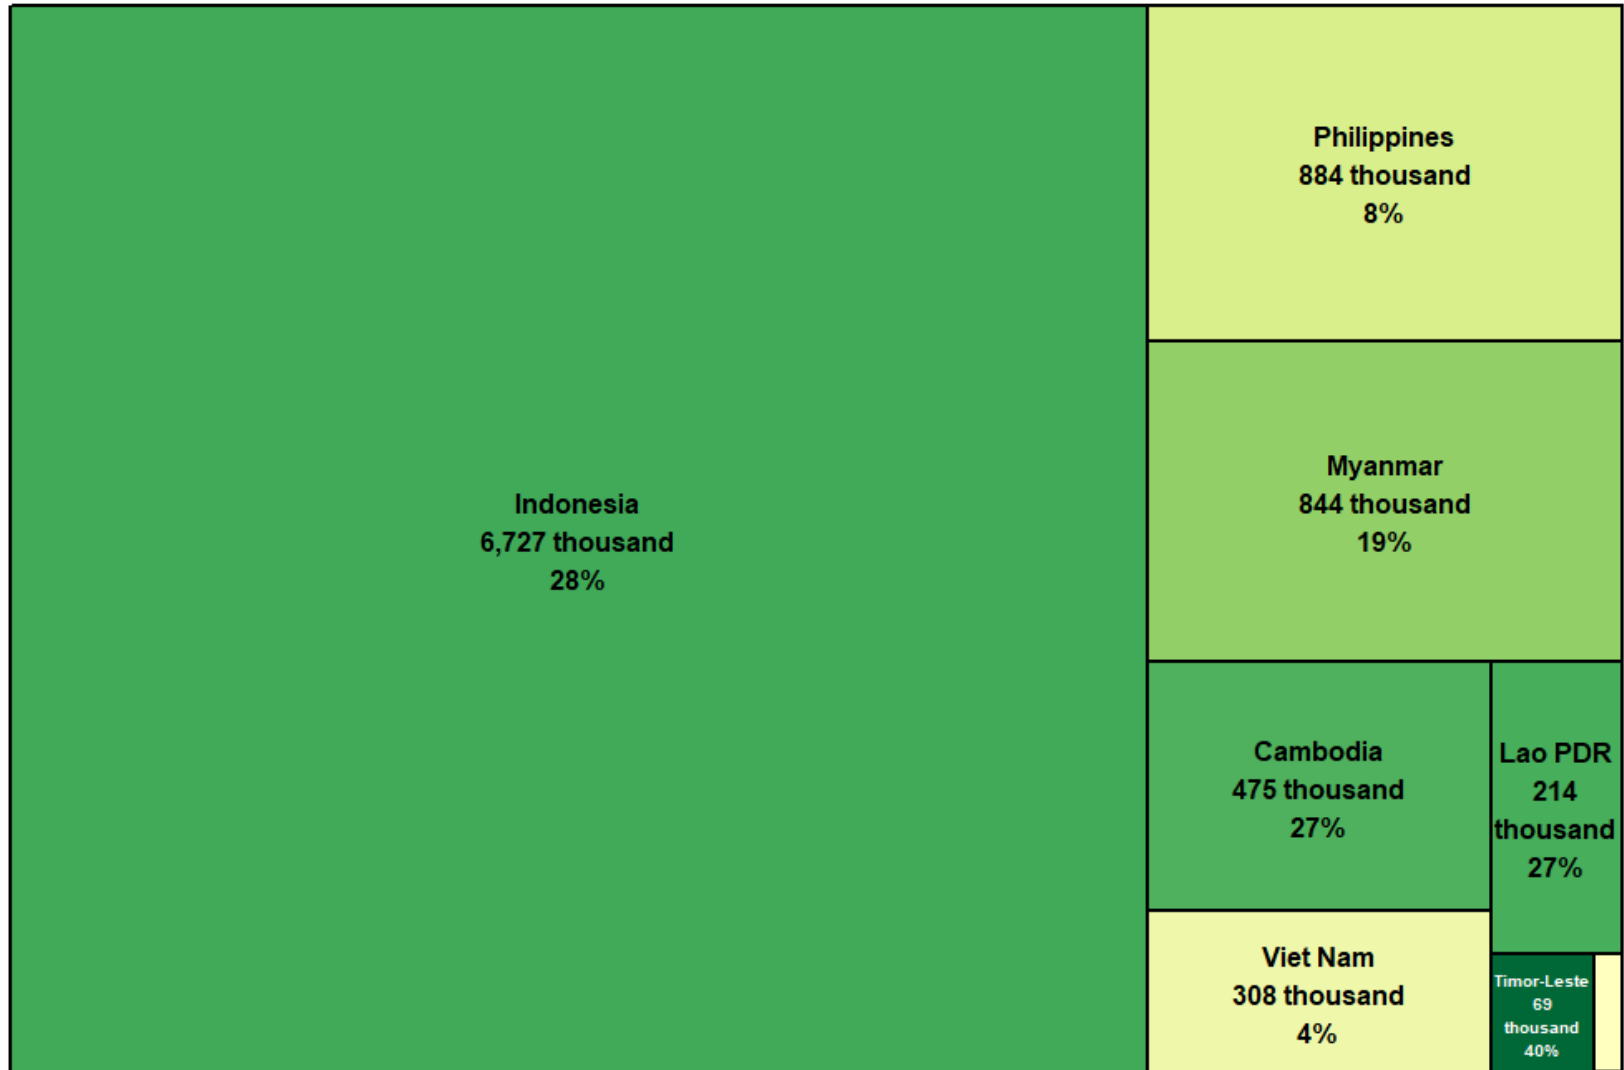 Indonesia
6,727 thousand
28%
Philippines
884 thousand
8%
Myanmar
844 thousand
19%
Cambodia
475 thousand
27%
Lao PDR
214
thousand
27%
Viet Nam
308 thousand
4%
Timor-Leste
69
thousand
40%